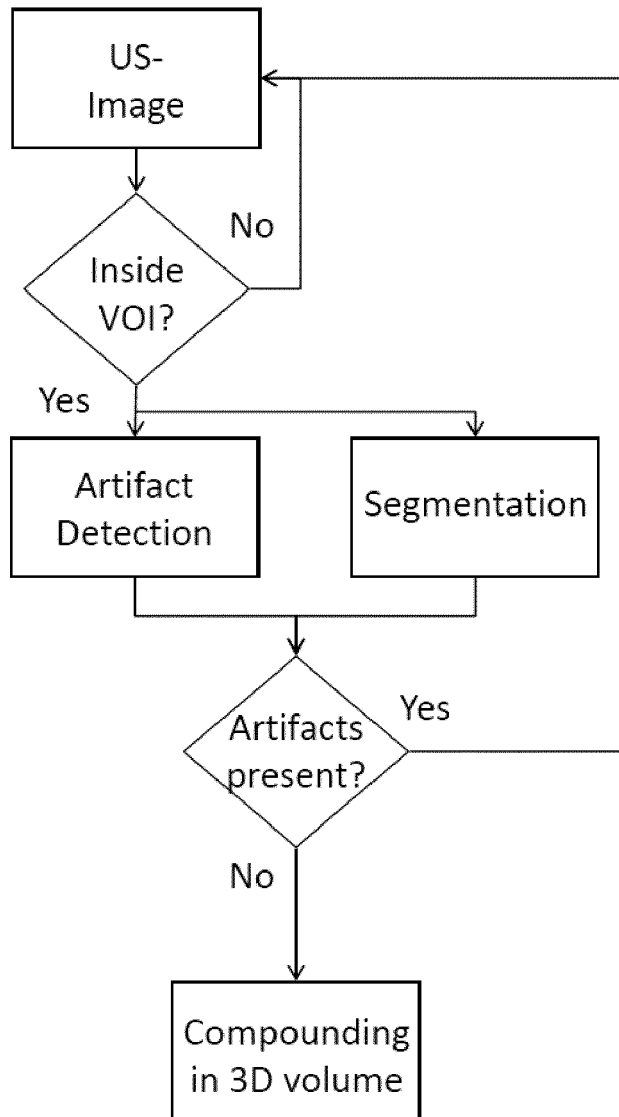 US-
Image
No
Inside
VOI?
Yes
Artifact
Detection
Segmentation
Artifacts
present?
Yes
No
Compounding
in 3D volume